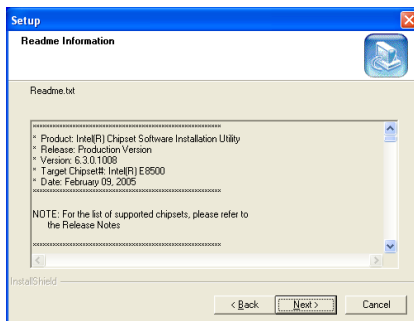 Setup
Readme Information
Readme.txt
************************************************************
* Product: Intel(R) Chipset Software Installation Utility
* Release: Production Version
* Version: 6.3.0.1008
* Target Chipset#: Intel(R) E8500
* Date: February 09, 2005
************************************************************
NOTE: For the list of supported chipsets, please refer to
the Release Notes
************************************************************
InstallShield
< Back
Next >
Cancel